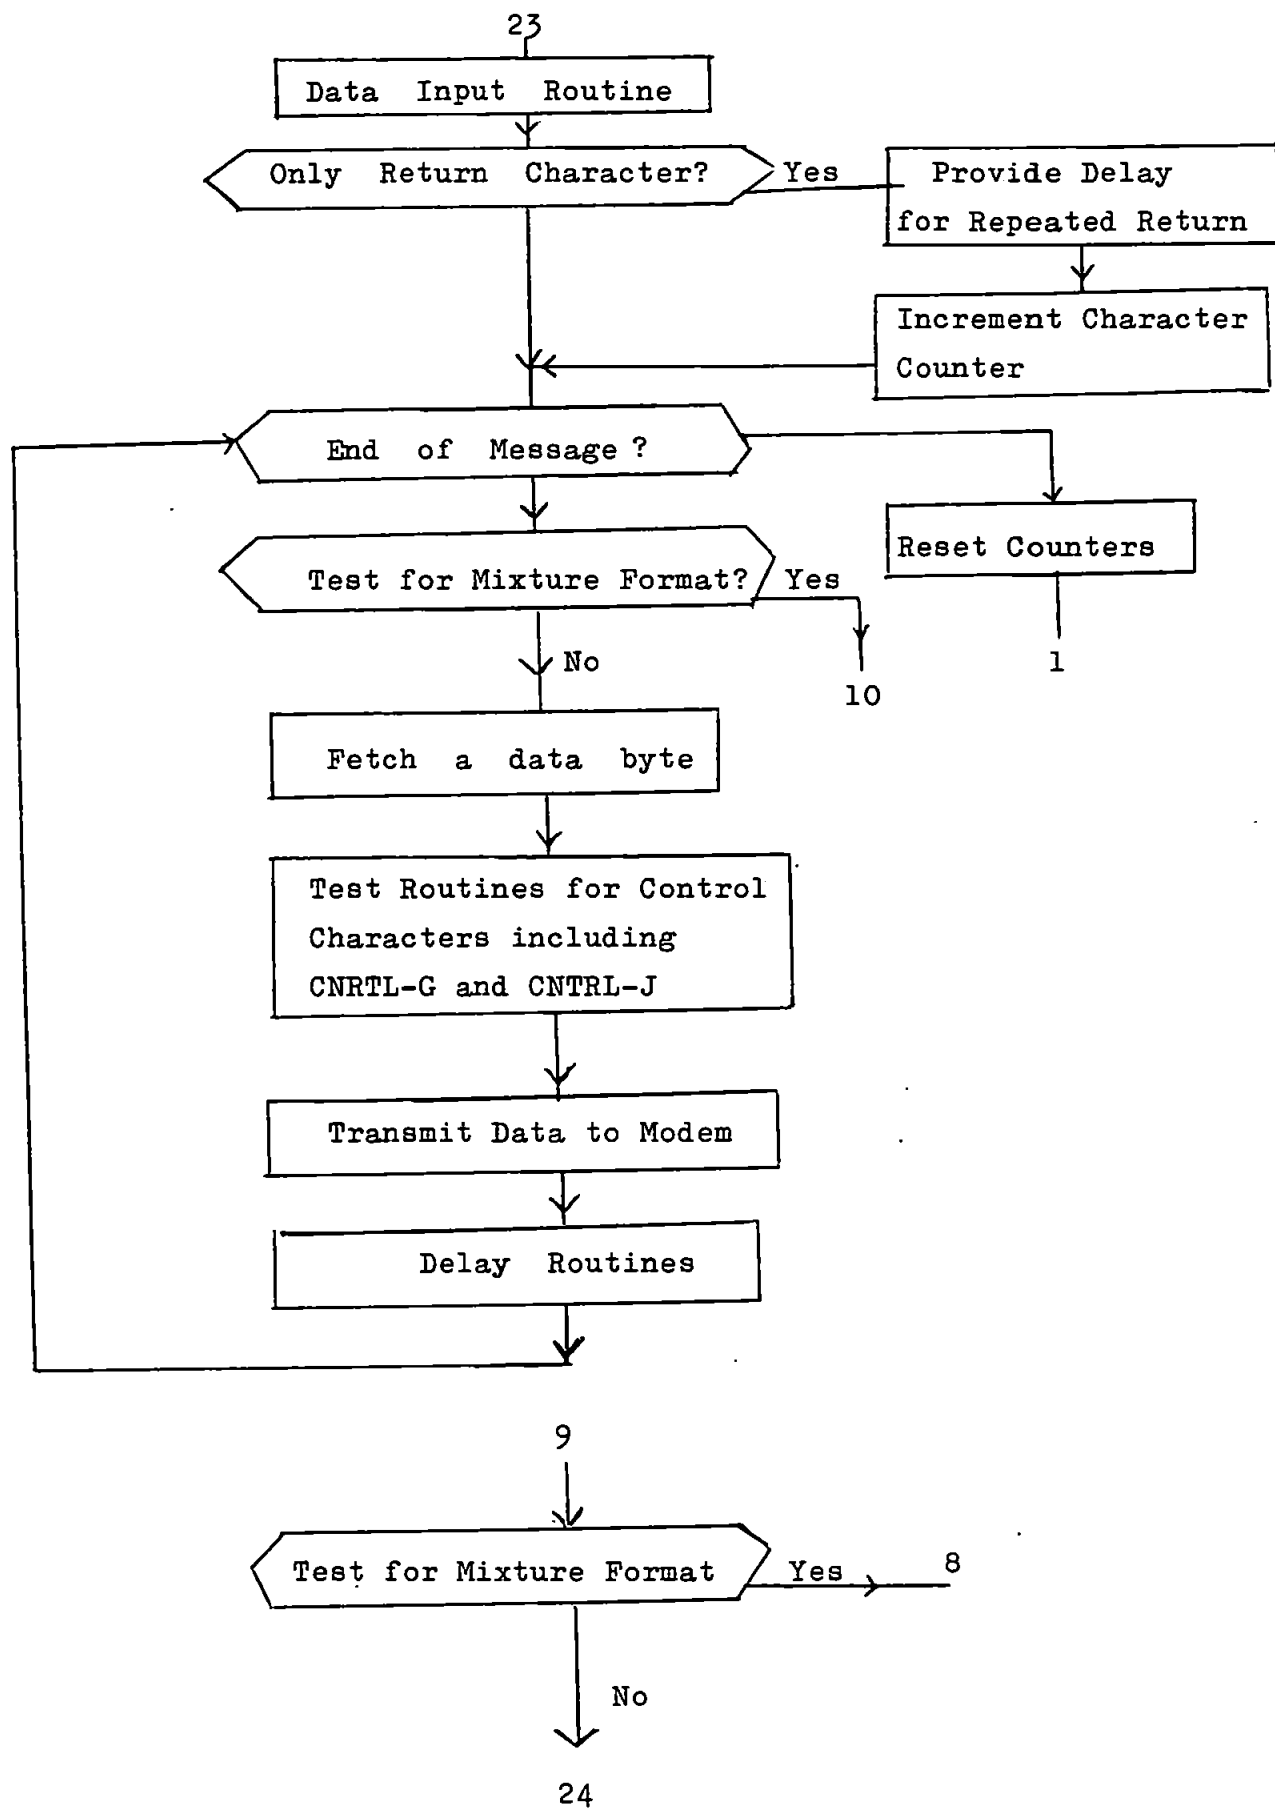 23
Data Input Routine
Only Return Character?
Yes
Provide Delay
for Repeated Return
Increment Character
Counter
End of Message?
Reset Counters
1
Test for Mixture Format?
Yes
10
No
Fetch a data byte
Test Routines for Control
Characters including
CNRTL-G and CNTRL-J
Transmit Data to Modem
Delay Routines
9
Test for Mixture Format
Yes
8
No
24